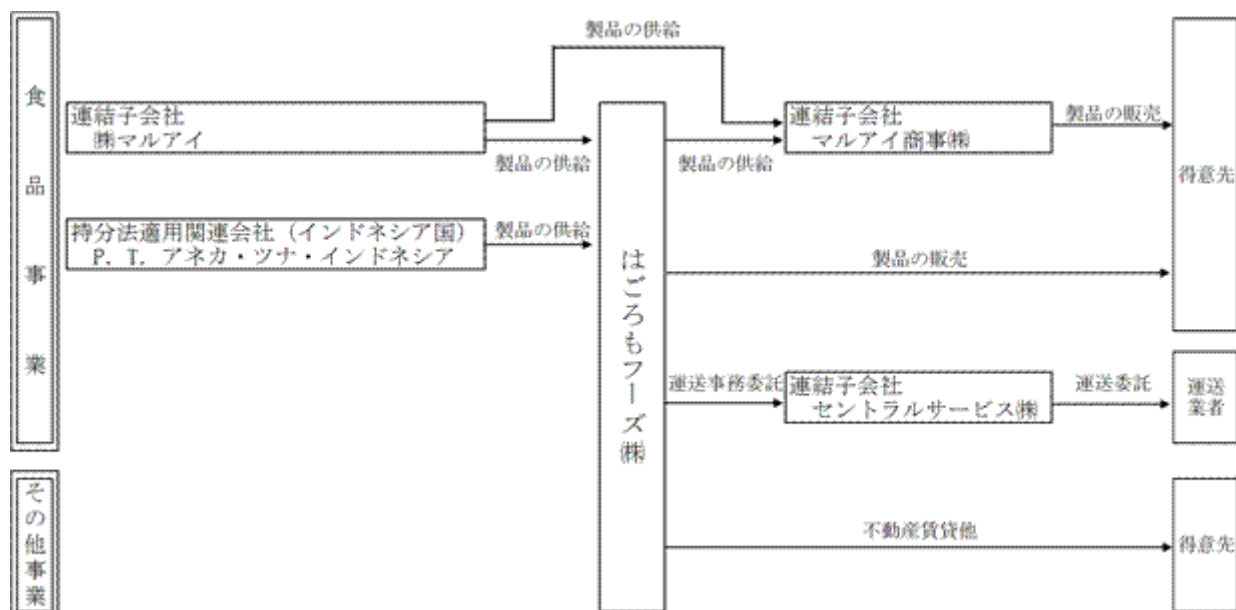 食品事業
製品の供給
連結子会社
㈱マルアイ
製品の供給
製品の供給
連結子会社
マルアイ商事㈱
製品の販売
得意先
持分法適用関連会社（インドネシア国）
P．T．アネカ・ツナ・インドネシア
製品の供給
はごろもフーズ㈱
製品の販売
運送事務委託
連結子会社
セントラルサービス㈱
運送委託
運送
業者
その他事業
不動産賃貸他
得意先